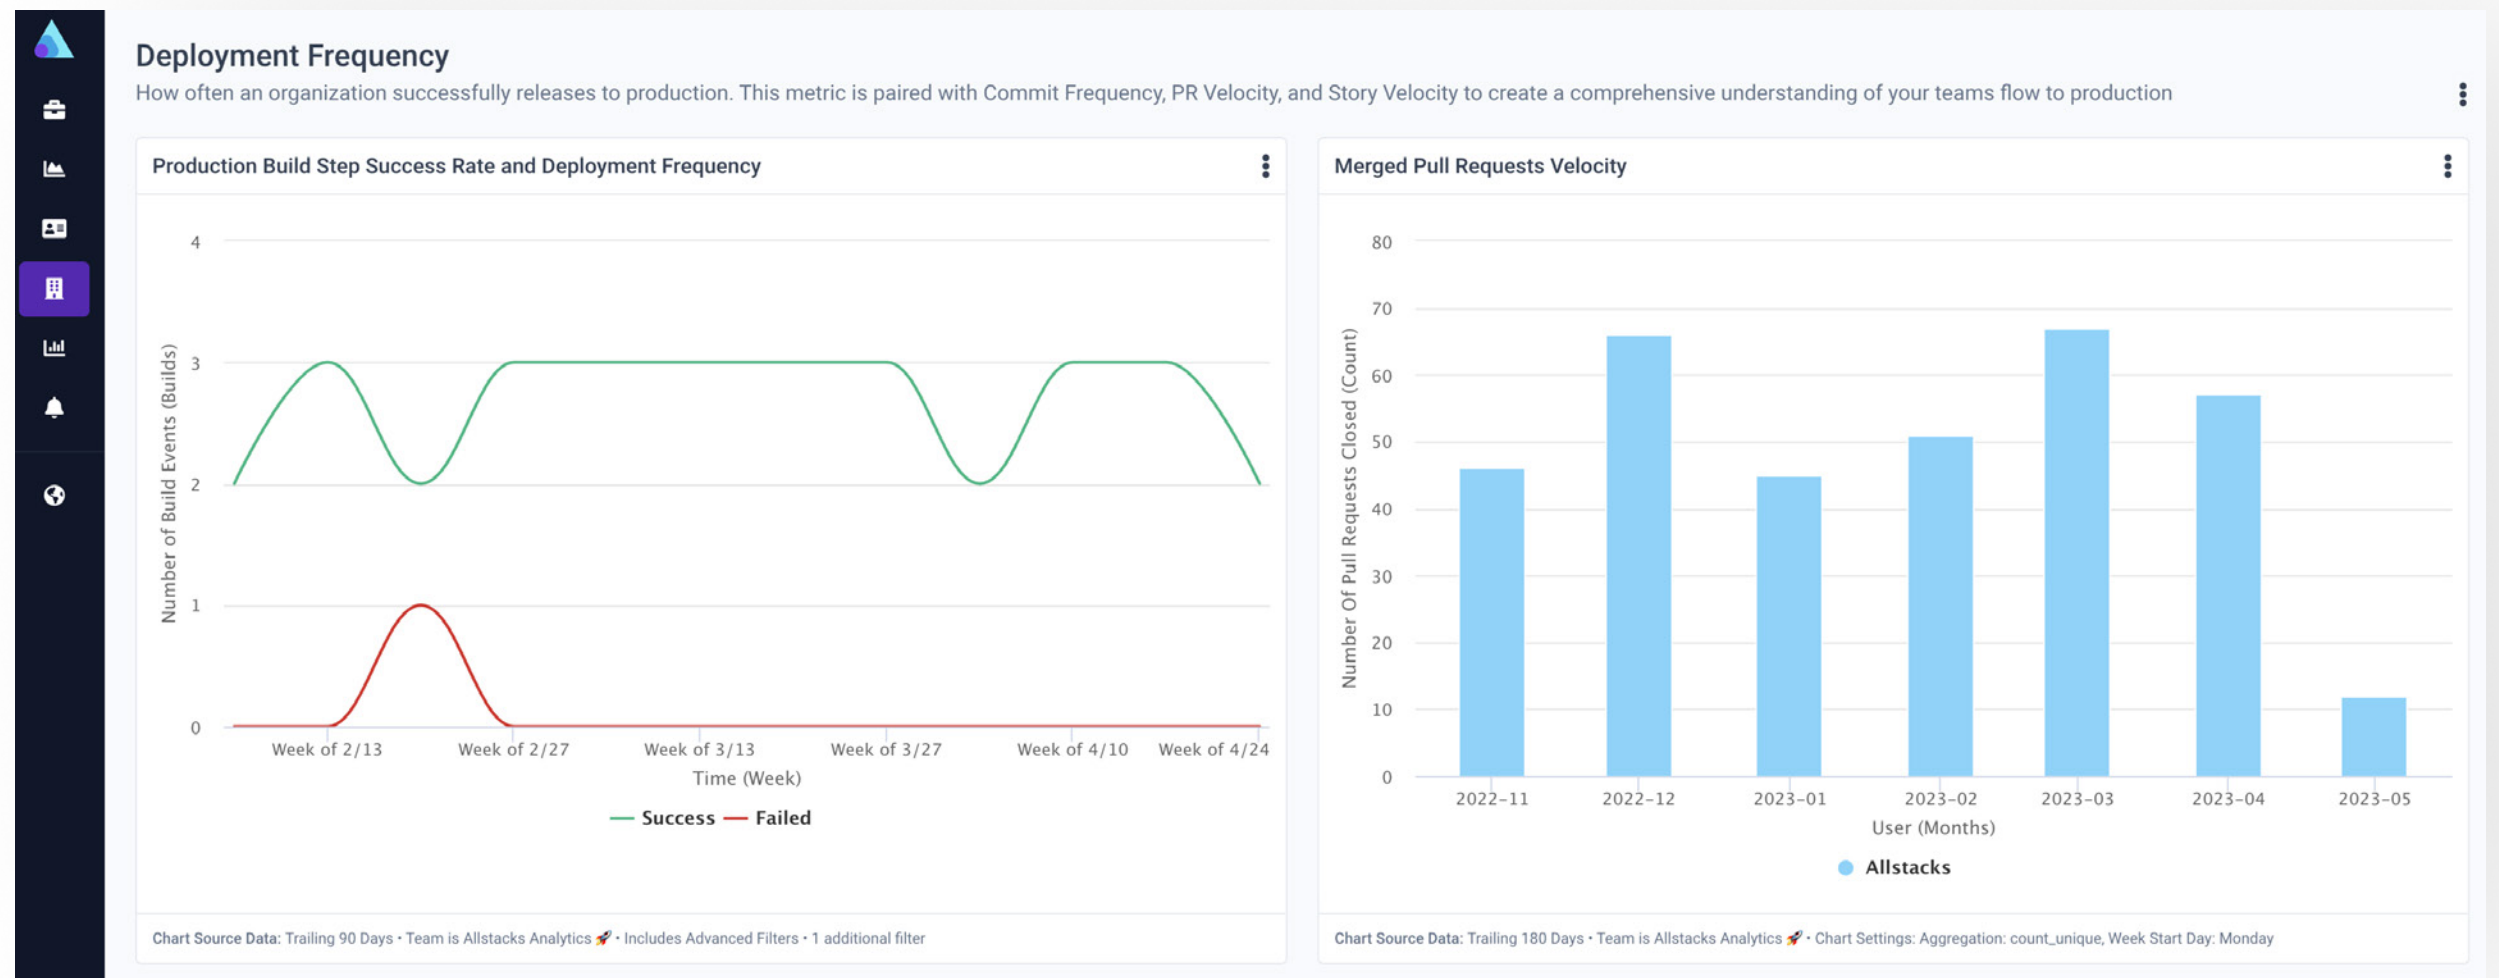 Deployment Frequency
How often an organization successfully releases to production. This metric is paired with Commit Frequency, PR Velocity, and Story Velocity to create a comprehensive understanding of your teams flow to production
Production Build Step Success Rate and Deployment Frequency
Number of Build Events (Builds)
4
3
2
1
0
Week of 2/13 Week of 2/27 Week of 3/13 Week of 3/27 Week of 4/10 Week of 4/24
Time (Week)
Success Failed
Chart Source Data: Trailing 90 Days • Team is Allstacks Analytics 🚀 • Includes Advanced Filters • 1 additional filter
Merged Pull Requests Velocity
Number Of Pull Requests Closed (Count)
80
70
60
50
40
30
20
10
0
2022-11 2022-12 2023-01 2023-02 2023-03 2023-04 2023-05
User (Months)
Allstacks
Chart Source Data: Trailing 180 Days • Team is Allstacks Analytics 🚀 • Chart Settings: Aggregation: count_unique, Week Start Day: Monday